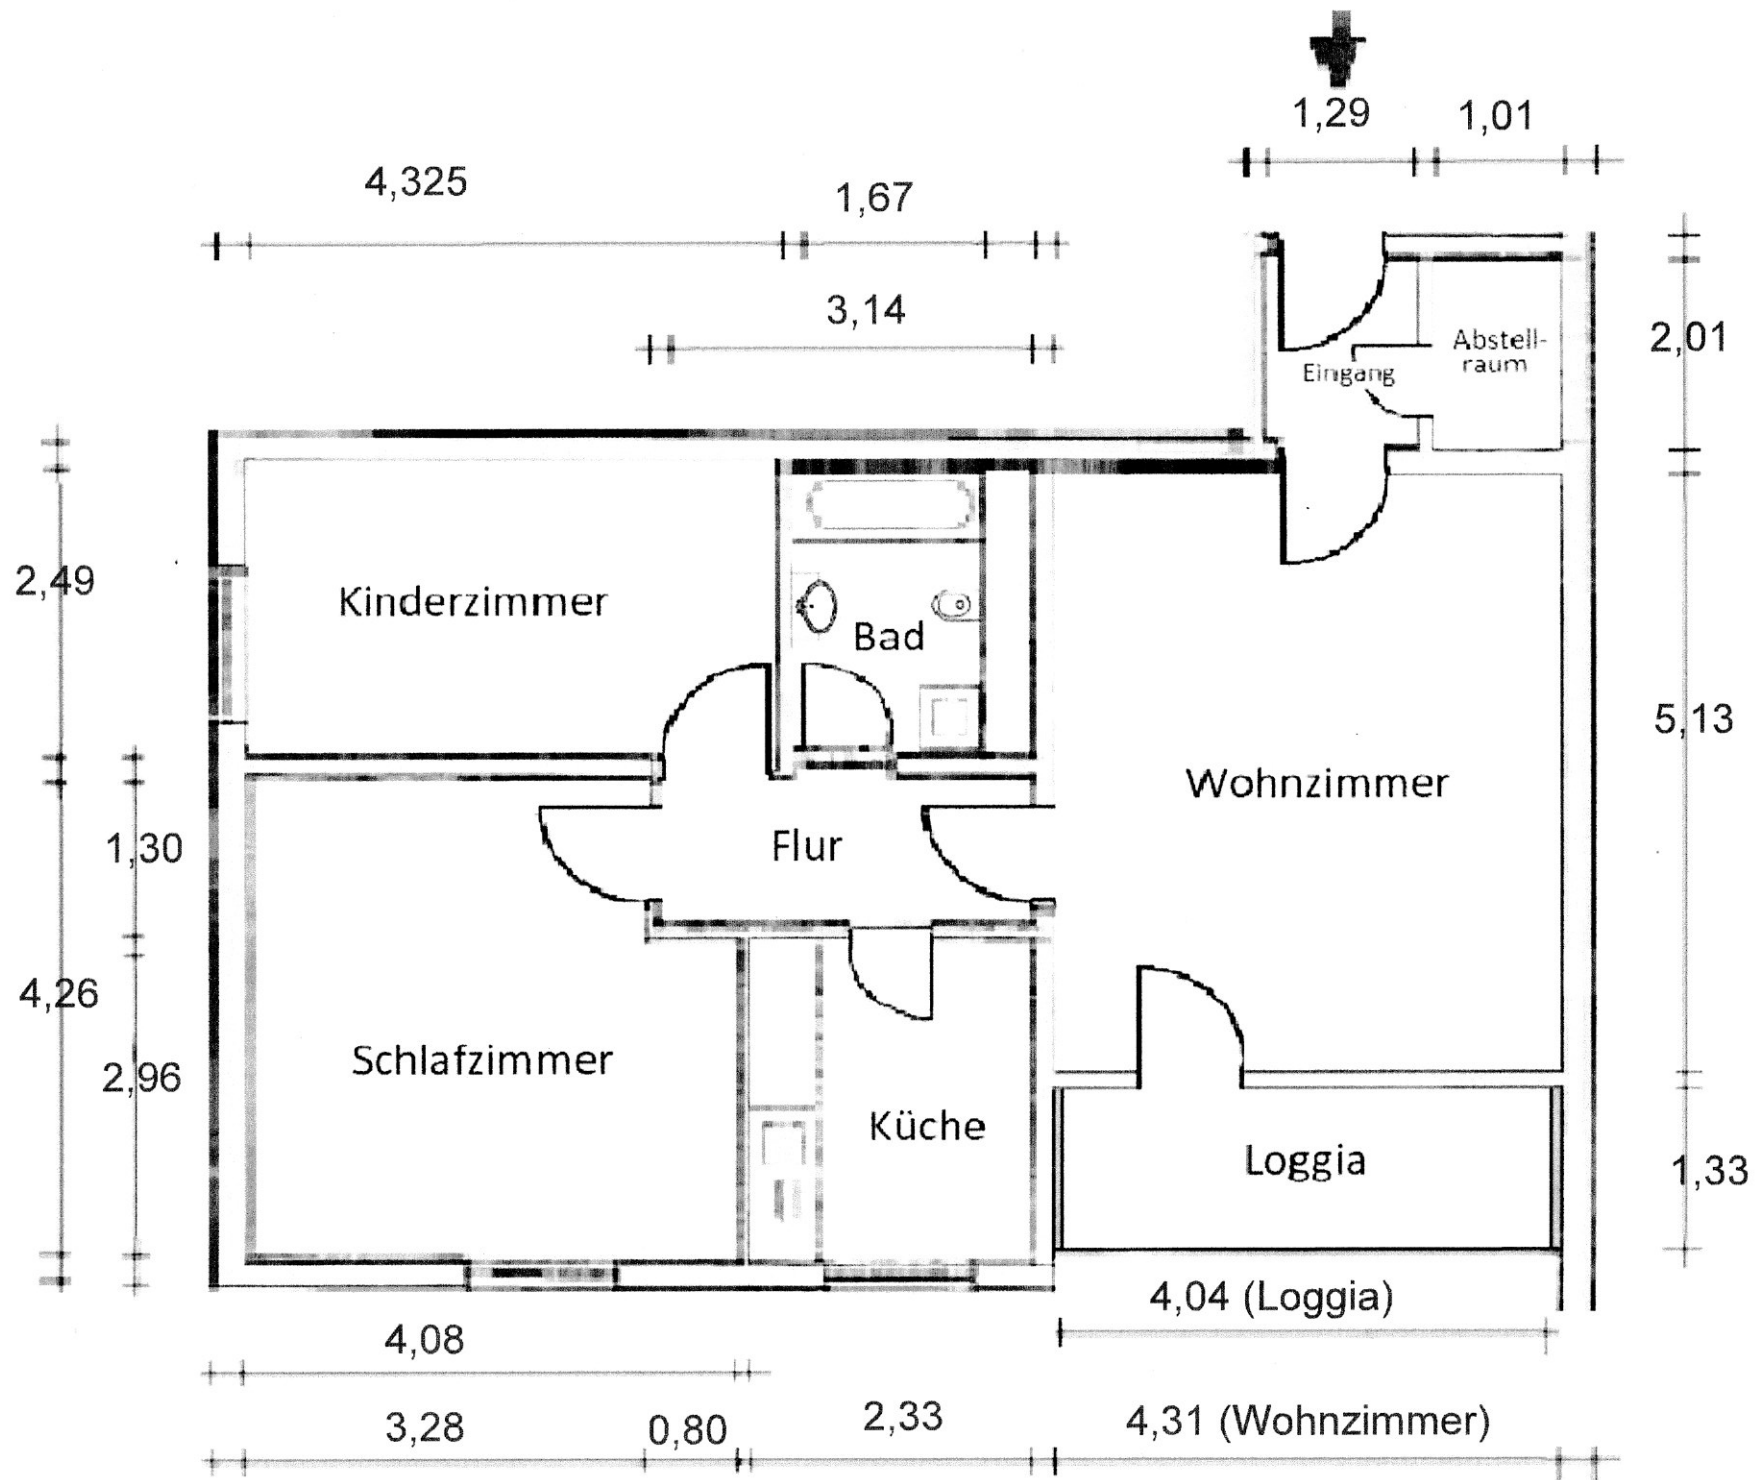 1,29 1,01
4,325 1,67
3,14
2,01
Abstell-
raum
Eingang
2,49
Kinderzimmer
Bad
5,13
Wohnzimmer
1,30
Flur
4,26
2,96
Schlafzimmer
Küche
Loggia
1,33
4,04 (Loggia)
4,08
3,28 0,80 2,33 4,31 (Wohnzimmer)